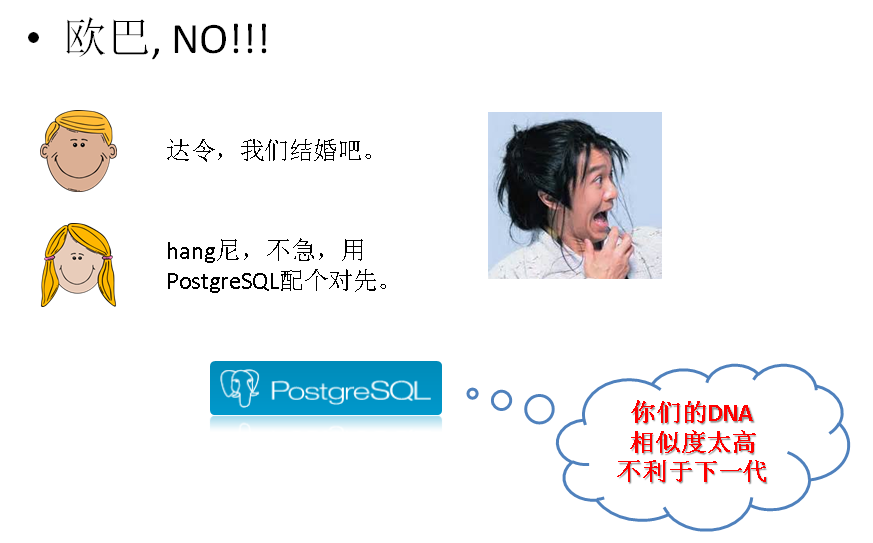 • 欧巴, NO!!!
达令，我们结婚吧。
hang尼，不急，用
PostgreSQL配个对先。
PostgreSQL
你们的DNA
相似度太高
不利于下一代